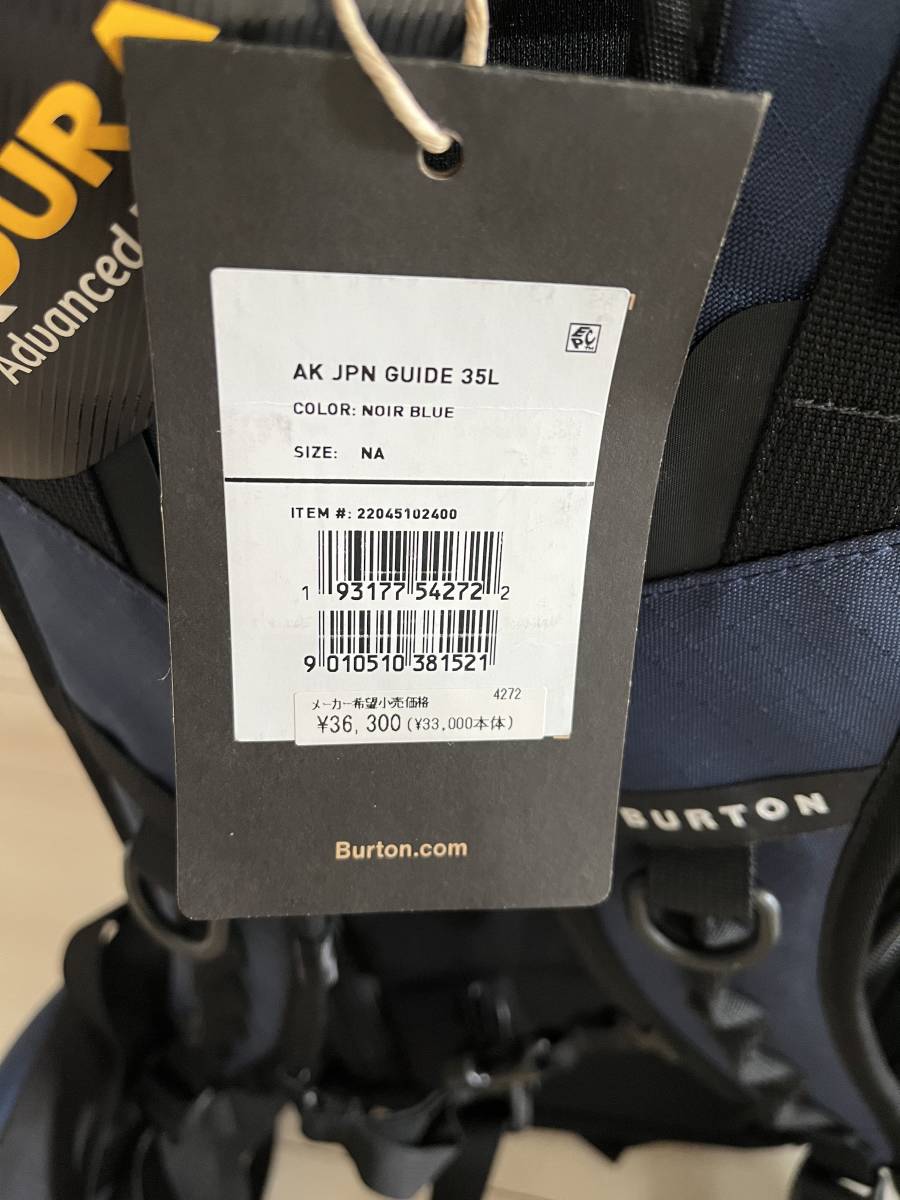 Advanced
AK JPN GUIDE 35L
COLOR: NOIR BLUE
SIZE: NA
ITEM #: 22045102400
1 93177 54272 2
9 010510 381521
メーカー希望小売価格 4272
¥36,300 (¥33,000本体)
Burton.com
BURTON